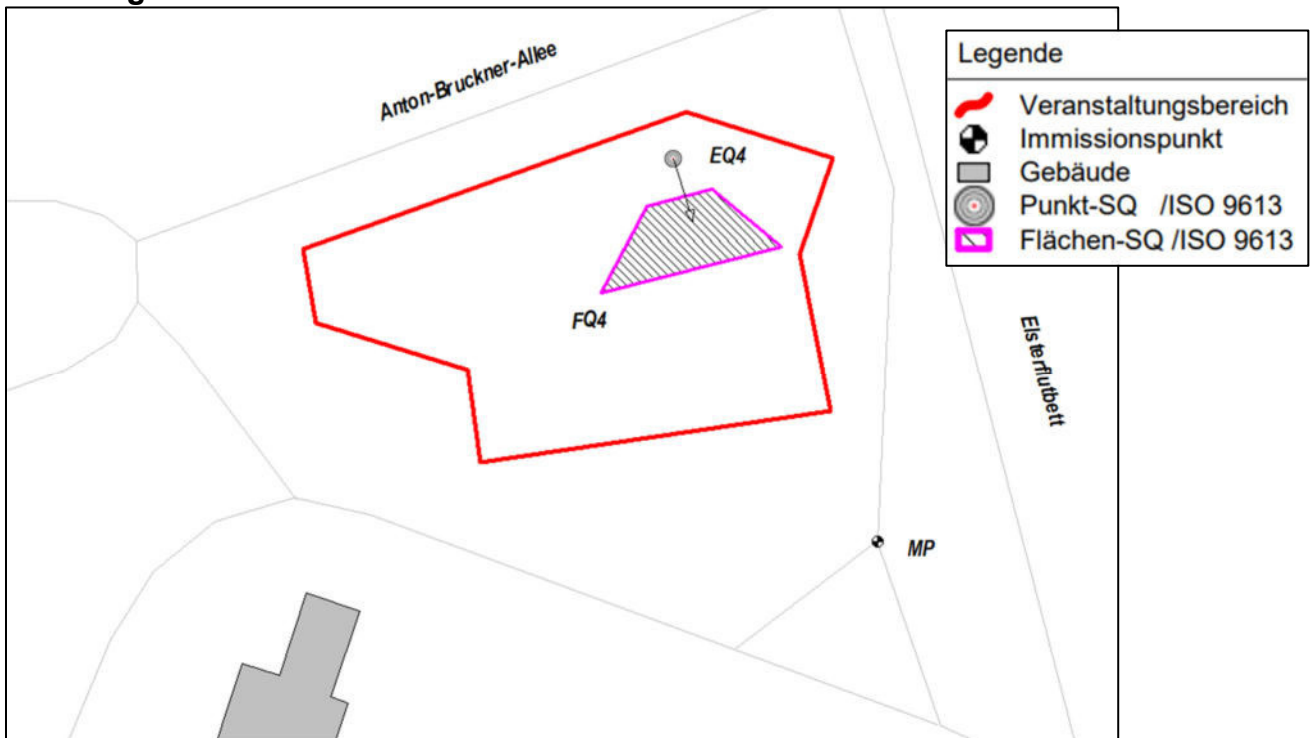 Anton-Bruckner-Allee
EQ4
FQ4
MP
Elsterflutbett
Legende
Veranstaltungsbereich
Immissionspunkt
Gebäude
Punkt-SQ /ISO 9613
Flächen-SQ /ISO 9613